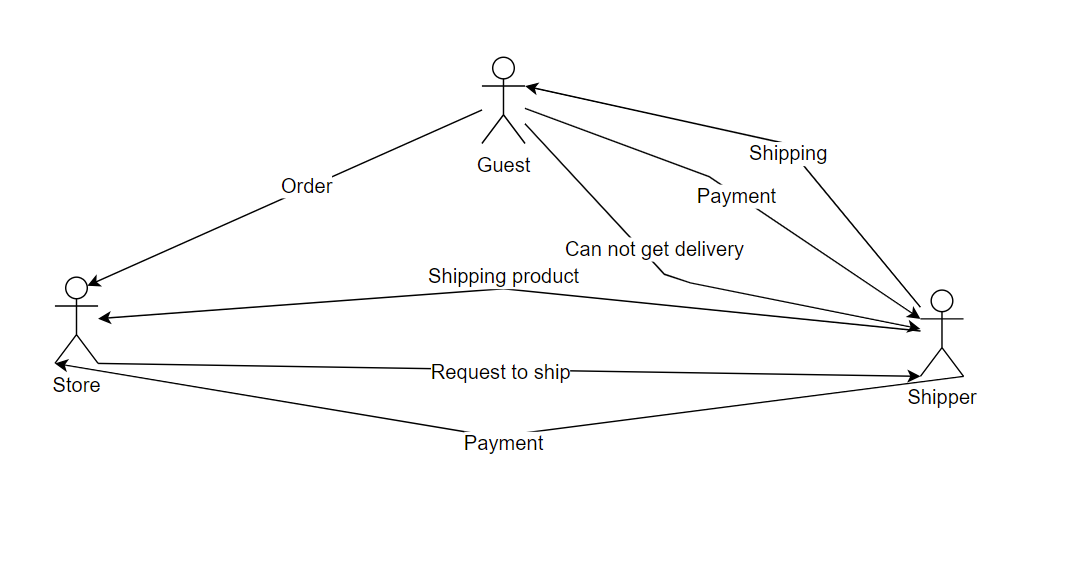 Shipping
Guest
Order
Payment
Can not get delivery
Shipping product
Request to ship
Store
Shipper
Payment